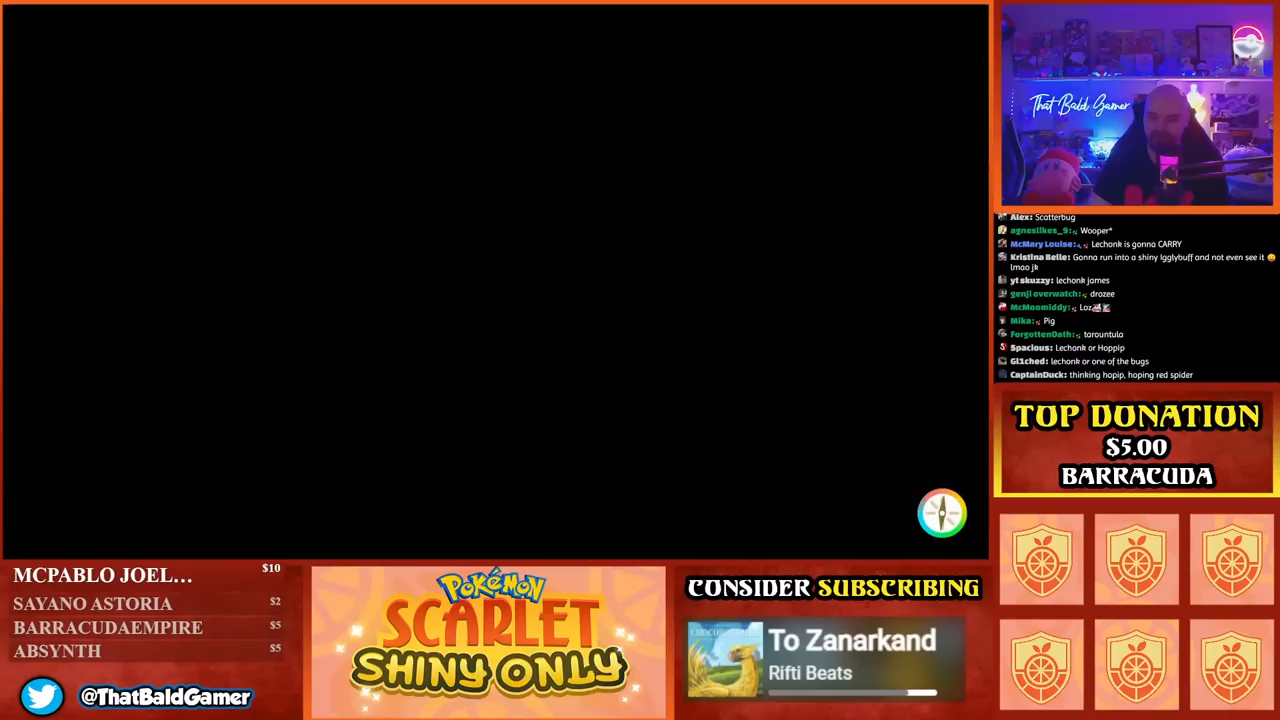 That Bald Gamer
Alex: Scatterbug
agneslikes_9: Wooper*
McMary Louise: Lechonk is gonna CARRY
Kristina Belle: Gonna run into a shiny Igglybuff and not even see it
lmao jk
yt skuzzy: lechonk james
genji overwatch: drozee
McMoomiddy: Loz
Mika: Pig
ForgottenOath: tarountula
Spacious: Lechonk or Hoppip
Gl1ched: lechonk or one of the bugs
CaptainDuck: thinking hopip, hoping red spider
TOP DONATION
$5.00
BARRACUDA
MCPABLO JOEL... $10
SAYANO ASTORIA $2
BARRACUDAEMPIRE $5
ABSYNTH $5
@ThatBaldGamer
POKéMON
SCARLET
SHINY ONLY
CONSIDER SUBSCRIBING
To Zanarkand
Rifti Beats